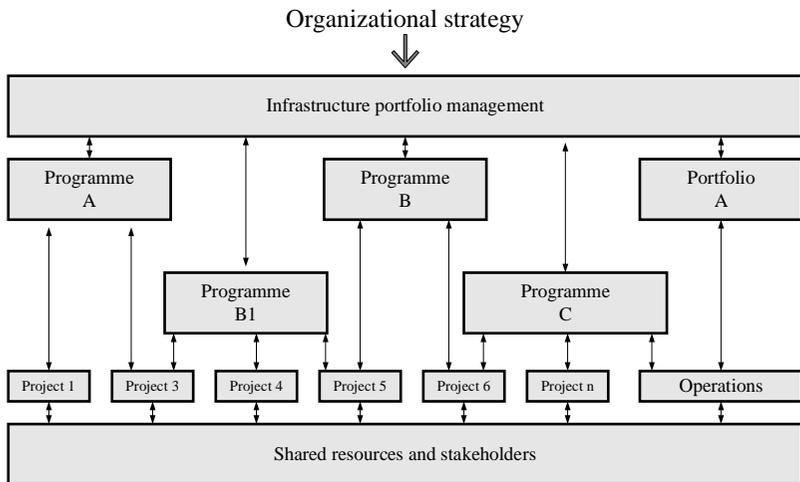 Organizational strategy
Infrastructure portfolio management
Programme
A
Programme
B
Portfolio
A
Programme
B1
Programme
C
Project 1
Project 3
Project 4
Project 5
Project 6
Project n
Operations
Shared resources and stakeholders